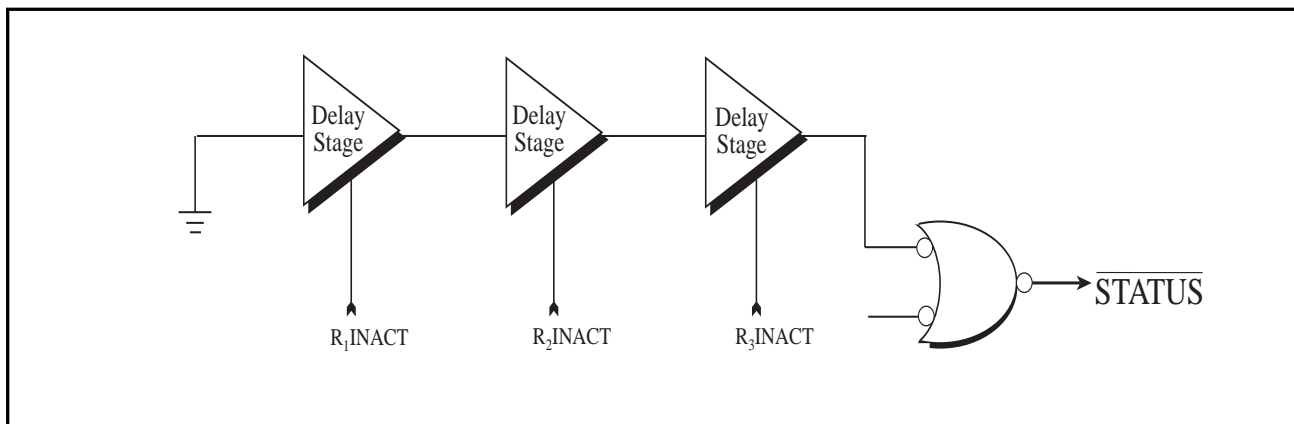 Delay
Stage
Delay
Stage
Delay
Stage
R₁INACT
R₂INACT
R₃INACT
STATUS